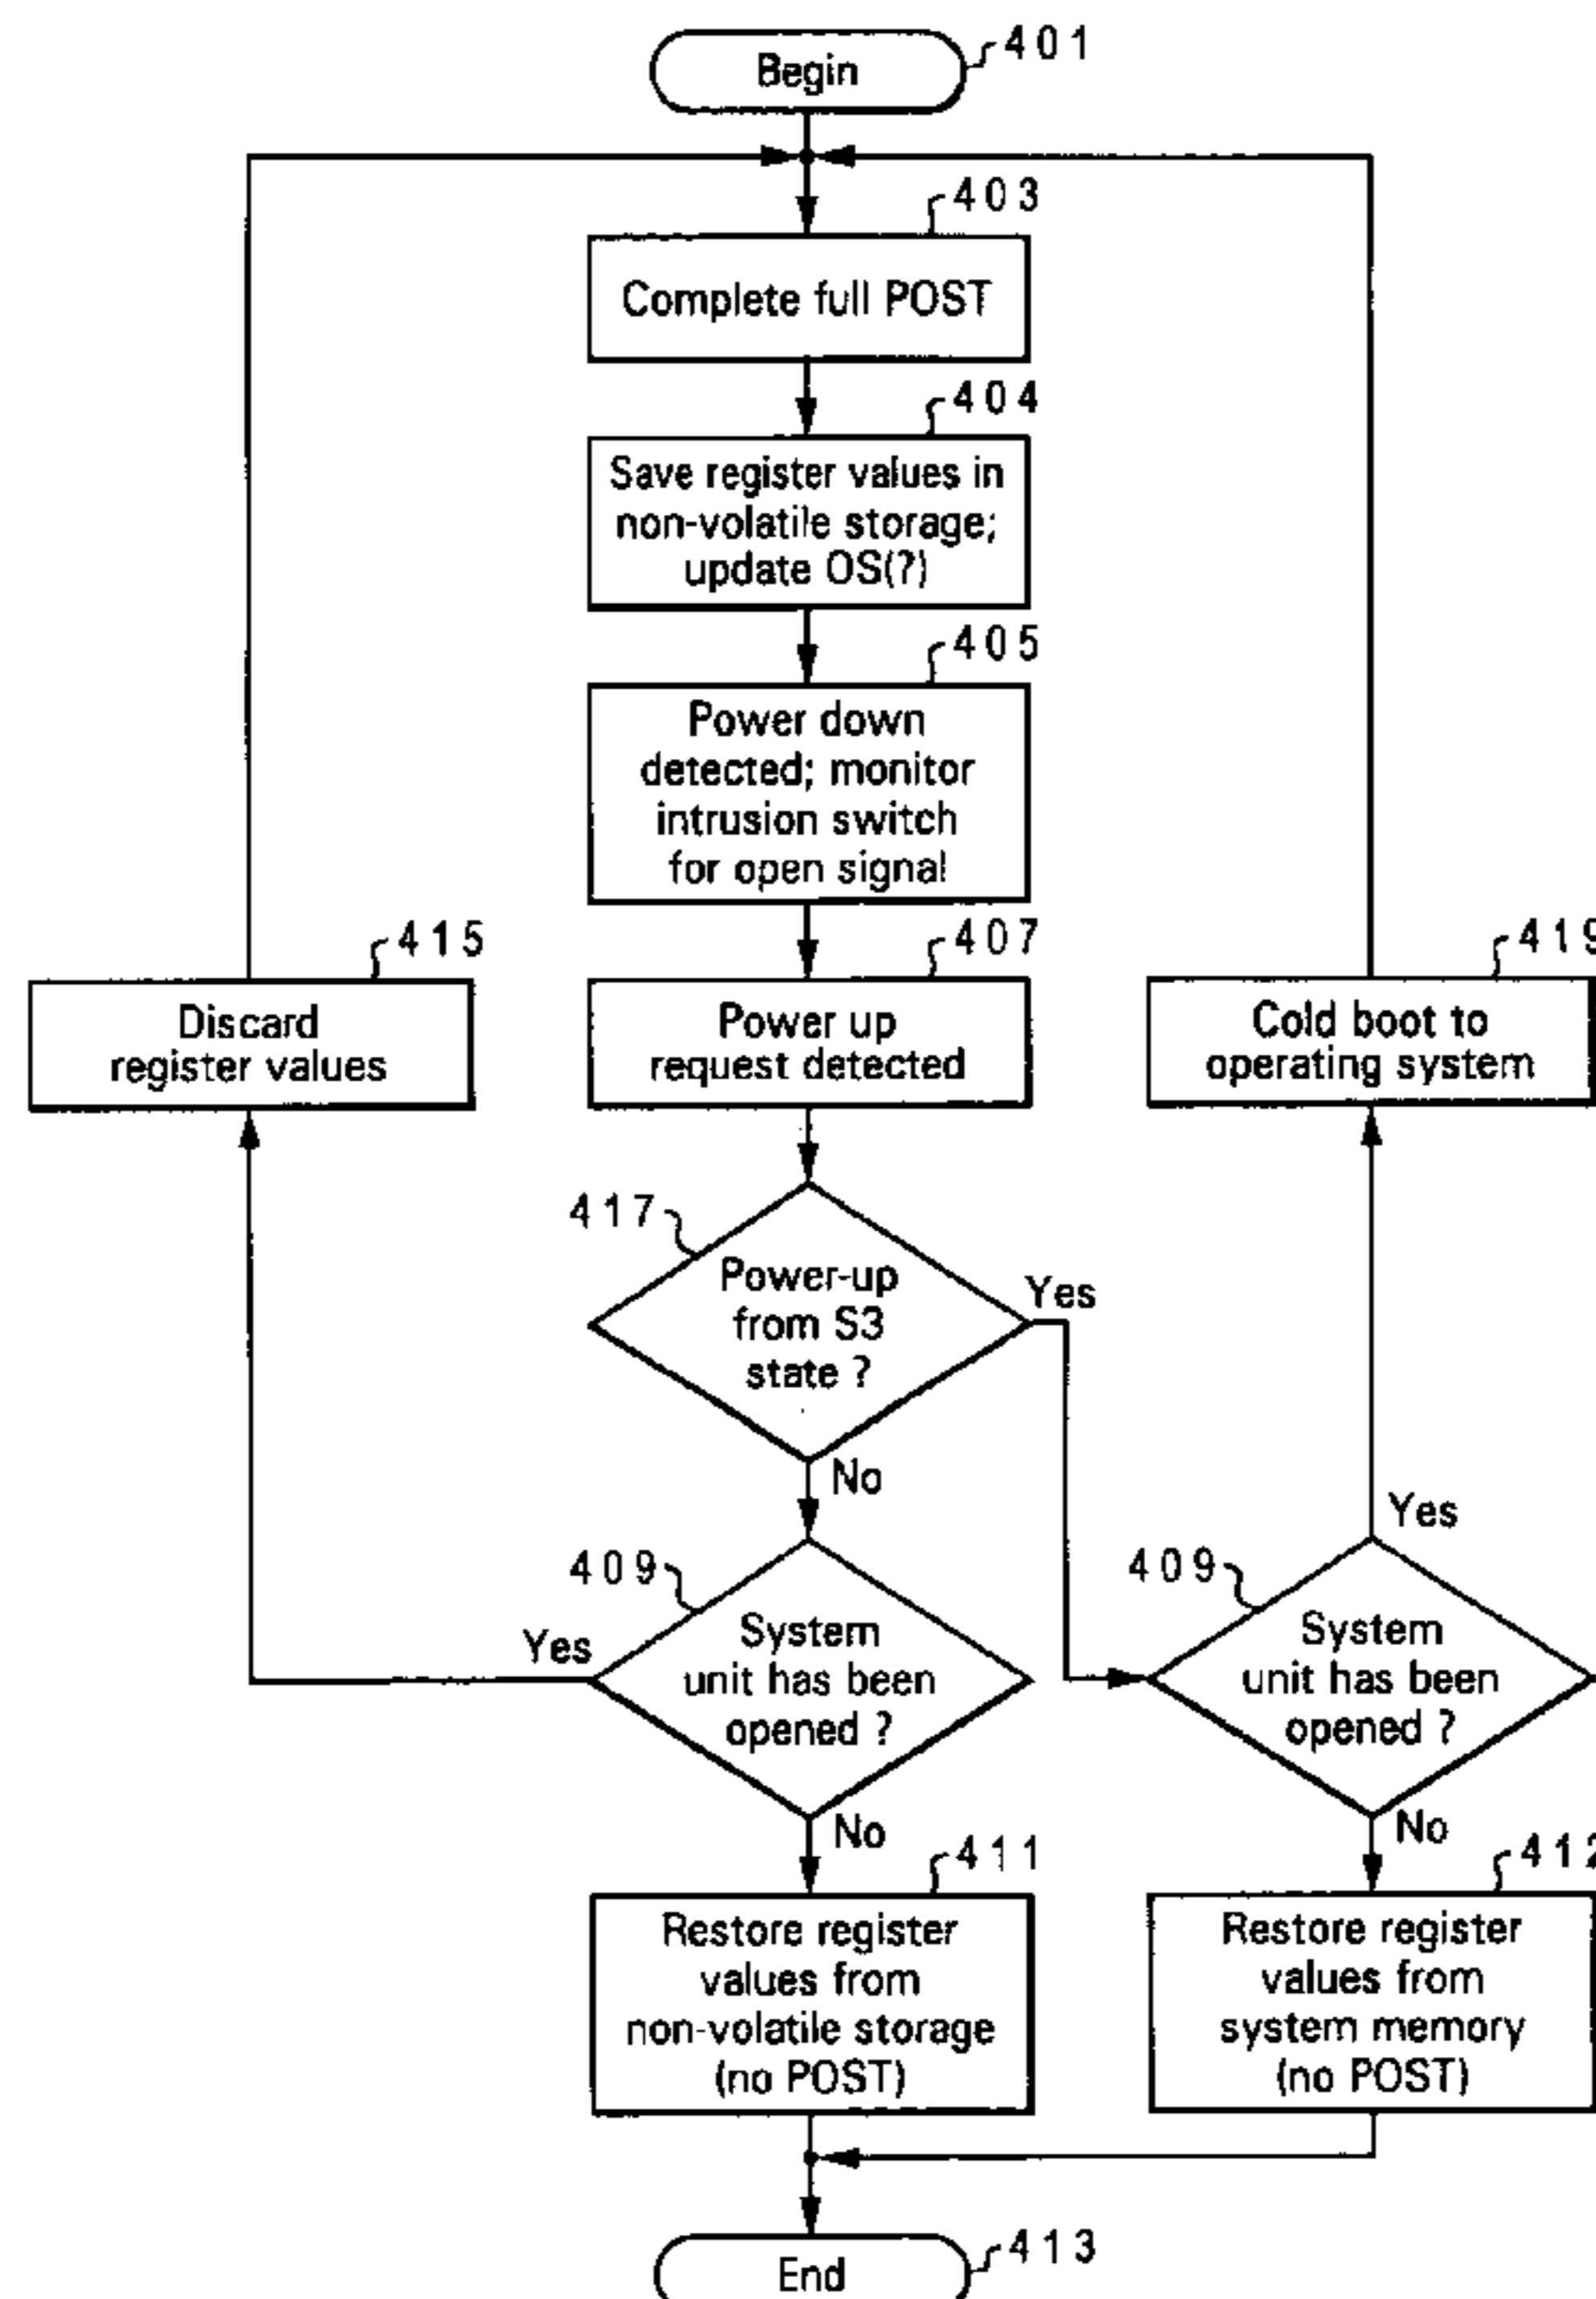 Begin
401
403
Complete full POST
404
Save register values in
non-volatile storage;
update OS(?)
405
Power down
detected; monitor
intrusion switch
for open signal
415
407
419
Discard
register values
Power up
request detected
Cold boot to
operating system
417
Power-up
from S3
state ?
Yes
No
Yes
409
409
Yes
System
unit has been
opened ?
System
unit has been
opened ?
No
No
411
412
Restore register
values from
non-volatile storage
(no POST)
Restore register
values from
system memory
(no POST)
End
413